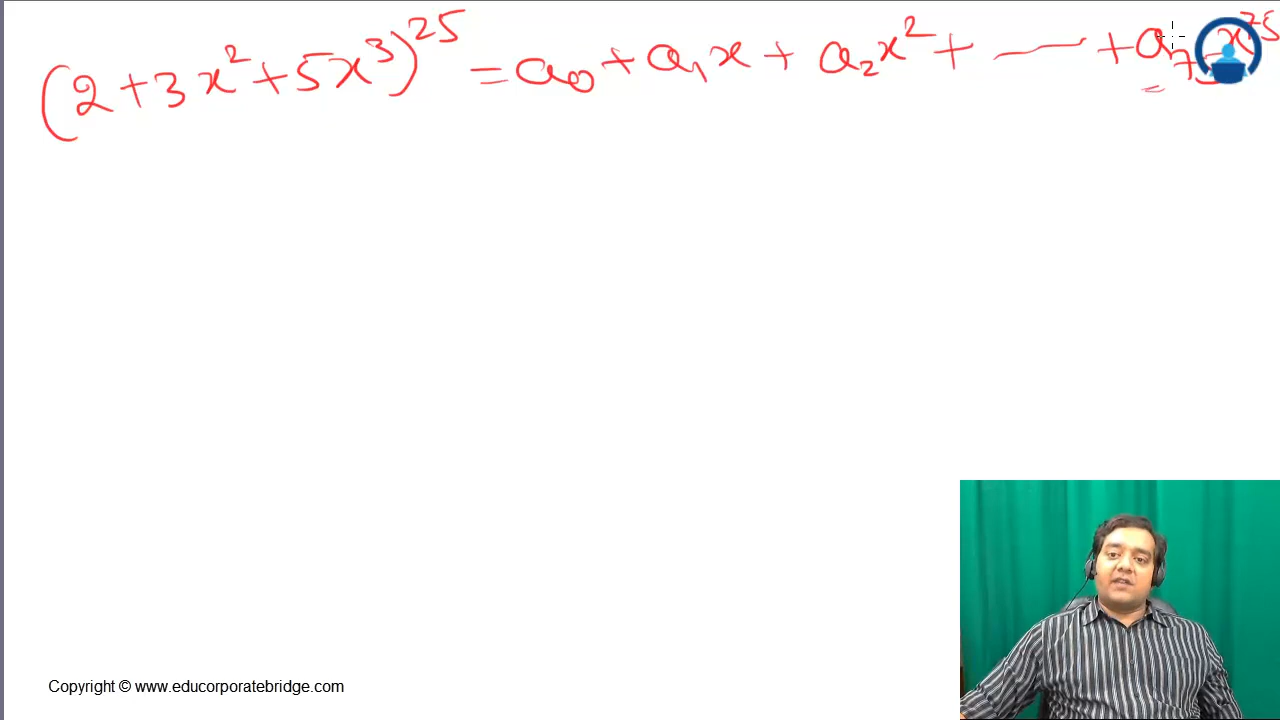 (2+3x²+5x³)²⁵ = a₀ + a₁x + a₂x² + —— + a₇₅x⁷⁵
Copyright © www.educorporatebridge.com